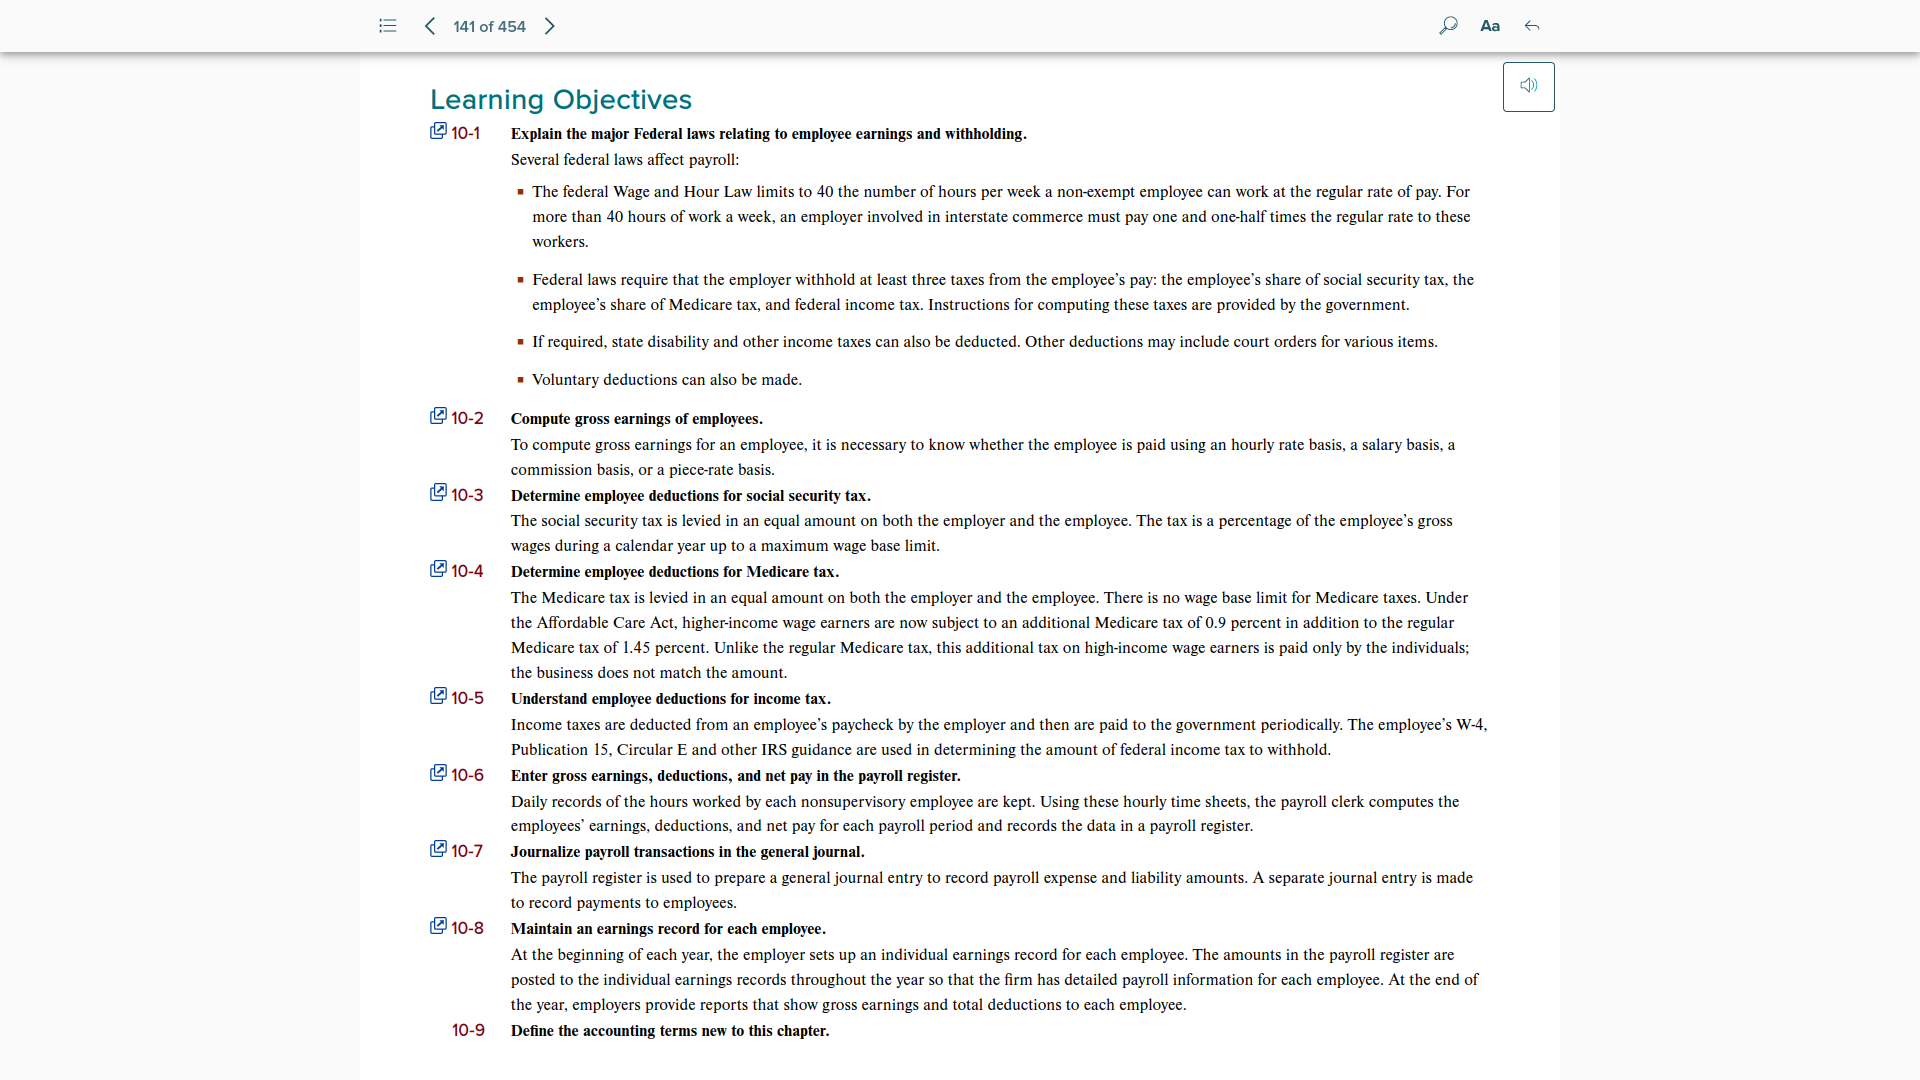 141 of 454
Aa
Learning Objectives
10-1 Explain the major Federal laws relating to employee earnings and withholding.
Several federal laws affect payroll:
▪ The federal Wage and Hour Law limits to 40 the number of hours per week a non-exempt employee can work at the regular rate of pay. For
more than 40 hours of work a week, an employer involved in interstate commerce must pay one and one-half times the regular rate to these
workers.
▪ Federal laws require that the employer withhold at least three taxes from the employee’s pay: the employee’s share of social security tax, the
employee’s share of Medicare tax, and federal income tax. Instructions for computing these taxes are provided by the government.
▪ If required, state disability and other income taxes can also be deducted. Other deductions may include court orders for various items.
▪ Voluntary deductions can also be made.
10-2 Compute gross earnings of employees.
To compute gross earnings for an employee, it is necessary to know whether the employee is paid using an hourly rate basis, a salary basis, a
commission basis, or a piece-rate basis.
10-3 Determine employee deductions for social security tax.
The social security tax is levied in an equal amount on both the employer and the employee. The tax is a percentage of the employee’s gross
wages during a calendar year up to a maximum wage base limit.
10-4 Determine employee deductions for Medicare tax.
The Medicare tax is levied in an equal amount on both the employer and the employee. There is no wage base limit for Medicare taxes. Under
the Affordable Care Act, higher-income wage earners are now subject to an additional Medicare tax of 0.9 percent in addition to the regular
Medicare tax of 1.45 percent. Unlike the regular Medicare tax, this additional tax on high-income wage earners is paid only by the individuals;
the business does not match the amount.
10-5 Understand employee deductions for income tax.
Income taxes are deducted from an employee’s paycheck by the employer and then are paid to the government periodically. The employee’s W-4,
Publication 15, Circular E and other IRS guidance are used in determining the amount of federal income tax to withhold.
10-6 Enter gross earnings, deductions, and net pay in the payroll register.
Daily records of the hours worked by each nonsupervisory employee are kept. Using these hourly time sheets, the payroll clerk computes the
employees’ earnings, deductions, and net pay for each payroll period and records the data in a payroll register.
10-7 Journalize payroll transactions in the general journal.
The payroll register is used to prepare a general journal entry to record payroll expense and liability amounts. A separate journal entry is made
to record payments to employees.
10-8 Maintain an earnings record for each employee.
At the beginning of each year, the employer sets up an individual earnings record for each employee. The amounts in the payroll register are
posted to the individual earnings records throughout the year so that the firm has detailed payroll information for each employee. At the end of
the year, employers provide reports that show gross earnings and total deductions to each employee.
10-9 Define the accounting terms new to this chapter.